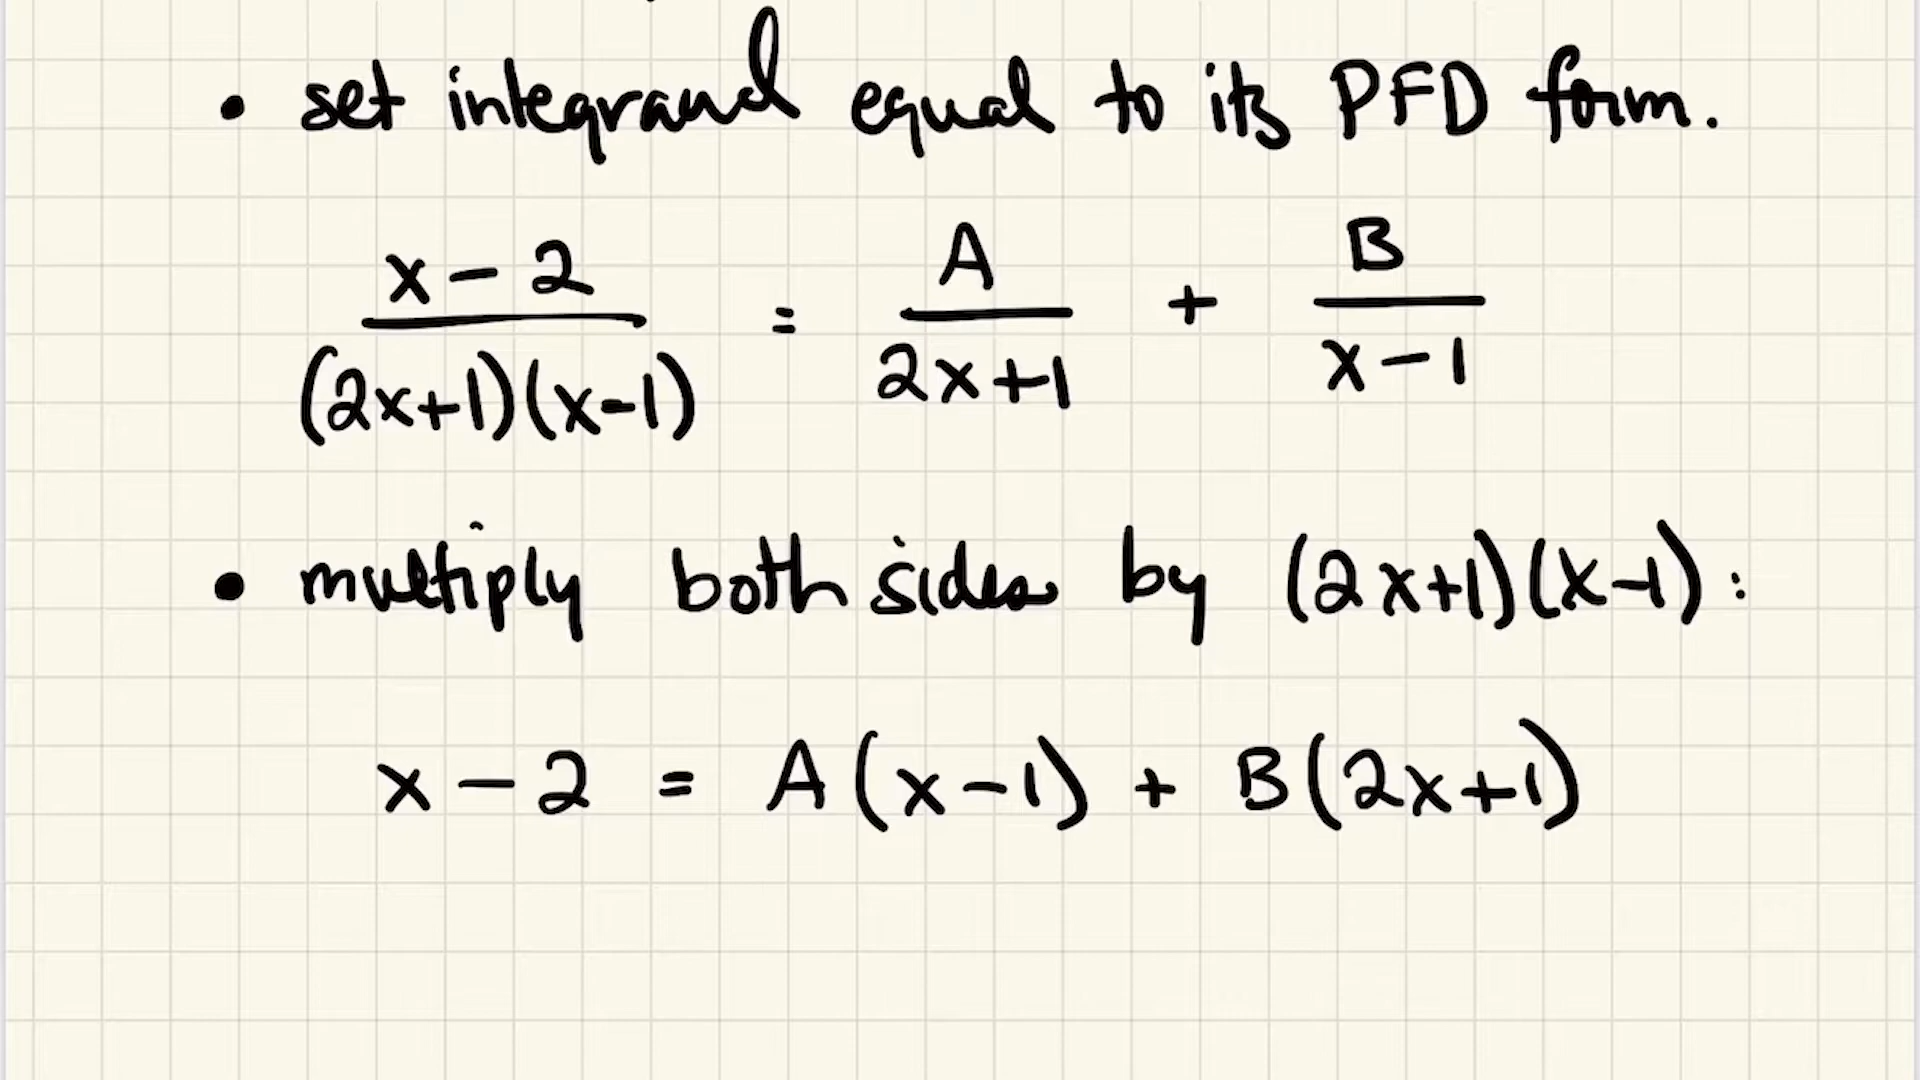 • set integrand equal to its PFD form.
x - 2 / (2x+1)(x-1) = A / 2x+1 + B / x-1
• multiply both sides by (2x+1)(x-1):
x - 2 = A(x-1) + B(2x+1)